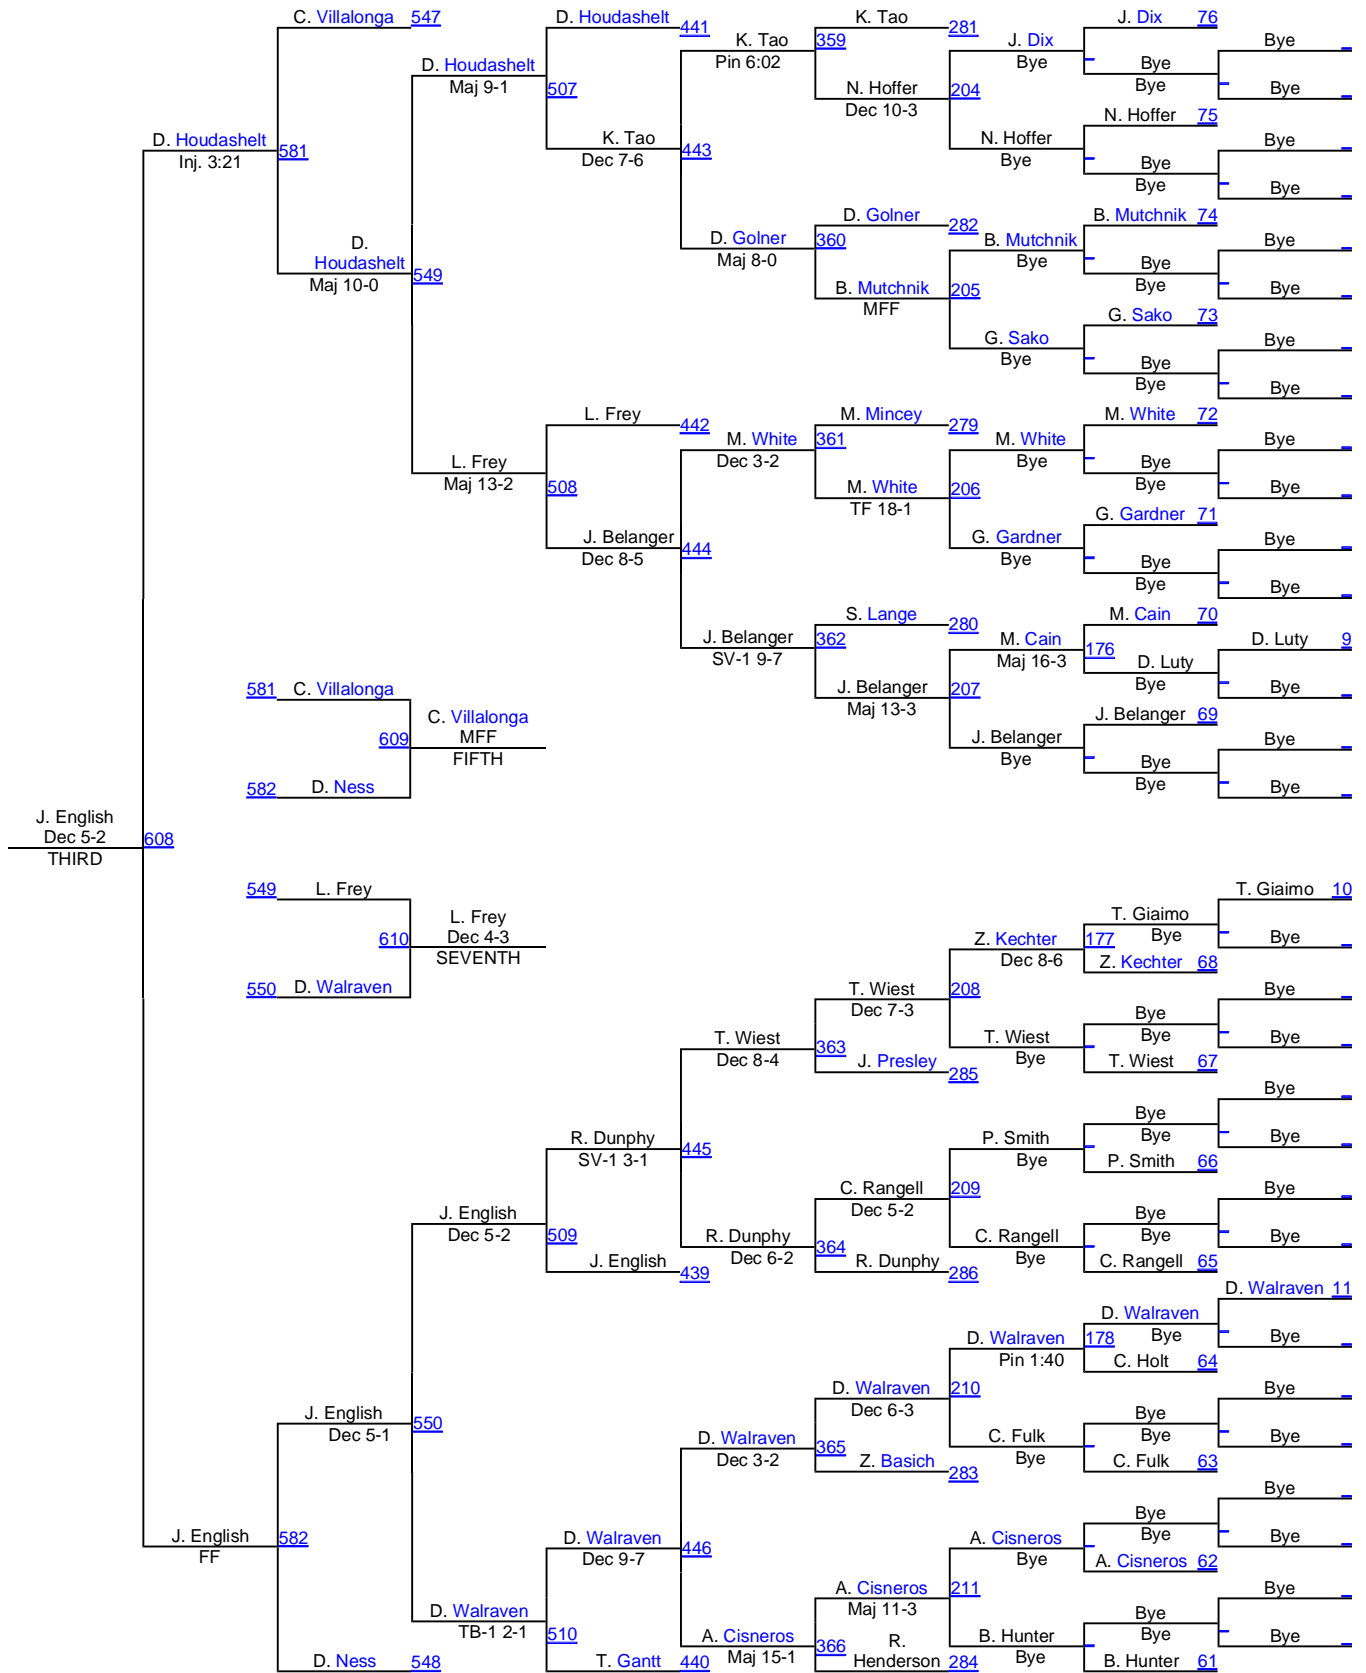 C. Villalonga 547
D. Houdashelt
441
K. Tao
281
J. Dix 76
Bye
K. Tao
Pin 6:02
359
J. Dix
Bye
Bye
Bye
Bye
D. Houdashelt
Maj 9-1
507
N. Hoffer
Dec 10-3
204
N. Hoffer 75
Bye
D. Houdashelt
Inj. 3:21
581
K. Tao
Dec 7-6
443
N. Hoffer
Bye
Bye
Bye
Bye
D. Golner
282
B. Mutchnik 74
Bye
D.
Houdashelt
Maj 10-0
549
D. Golner
Maj 8-0
360
B. Mutchnik
Bye
Bye
Bye
Bye
B. Mutchnik
MFF
205
G. Sako 73
Bye
G. Sako
Bye
Bye
Bye
Bye
L. Frey
442
M. Mincey
279
M. White 72
Bye
M. White
Dec 3-2
361
M. White
Bye
Bye
Bye
Bye
L. Frey
Maj 13-2
508
M. White
TF 18-1
206
G. Gardner 71
Bye
J. Belanger
Dec 8-5
444
G. Gardner
Bye
Bye
Bye
Bye
S. Lange
280
M. Cain 70
D. Luty 9
J. Belanger
SV-1 9-7
362
M. Cain
Maj 16-3
176
D. Luty
Bye
Bye
581 C. Villalonga
J. Belanger
Maj 13-3
207
J. Belanger 69
Bye
609
C. Villalonga
MFF
FIFTH
J. Belanger
Bye
Bye
Bye
Bye
582 D. Ness
J. English
Dec 5-2
THIRD
608
549 L. Frey
T. Giaimo 10
610
L. Frey
Dec 4-3
SEVENTH
Z. Kechter
Dec 8-6
177
T. Giaimo
Bye
Bye
Z. Kechter 68
550 D. Walraven
T. Wiest
Dec 7-3
208
Bye
T. Wiest
Dec 8-4
363
T. Wiest
Bye
Bye
Bye
Bye
J. Presley
285
T. Wiest 67
Bye
R. Dunphy
SV-1 3-1
445
P. Smith
Bye
Bye
Bye
Bye
P. Smith 66
C. Rangell
Dec 5-2
209
Bye
J. English
Dec 5-2
509
R. Dunphy
Dec 6-2
364
C. Rangell
Bye
Bye
Bye
Bye
J. English
439
R. Dunphy
286
C. Rangell 65
D. Walraven 11
D. Walraven
Pin 1:40
178
D. Walraven
Bye
Bye
C. Holt 64
J. English
Dec 5-1
550
D. Walraven
Dec 6-3
210
Bye
D. Walraven
Dec 3-2
365
C. Fulk
Bye
Bye
Bye
Bye
Z. Basich
283
C. Fulk 63
Bye
J. English
FF
582
D. Walraven
Dec 9-7
446
A. Cisneros
Bye
Bye
Bye
Bye
A. Cisneros 62
A. Cisneros
Maj 11-3
211
Bye
D. Walraven
TB-1 2-1
510
A. Cisneros
Maj 15-1
366
B. Hunter
Bye
Bye
Bye
Bye
D. Ness 548
T. Gantt 440
R.
Henderson
284
B. Hunter 61